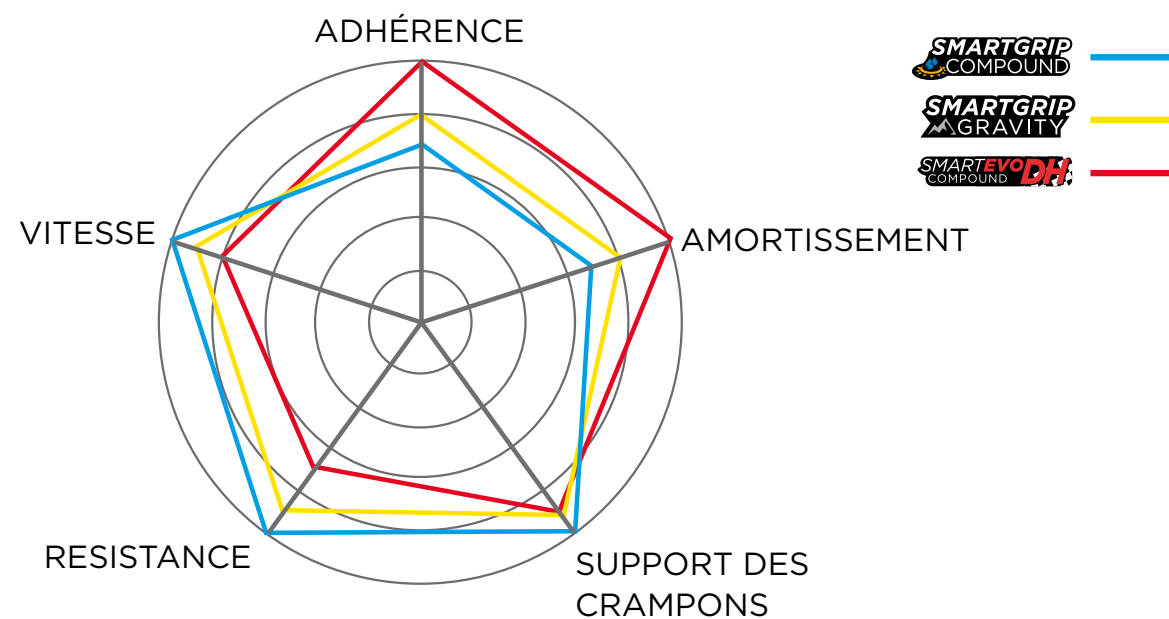 ADHÉRENCE
SMARTGRIP
COMPOUND
SMARTGRIP
GRAVITY
SMARTEVO DH
COMPOUND
VITESSE
AMORTISSEMENT
RESISTANCE
SUPPORT DES
CRAMPONS